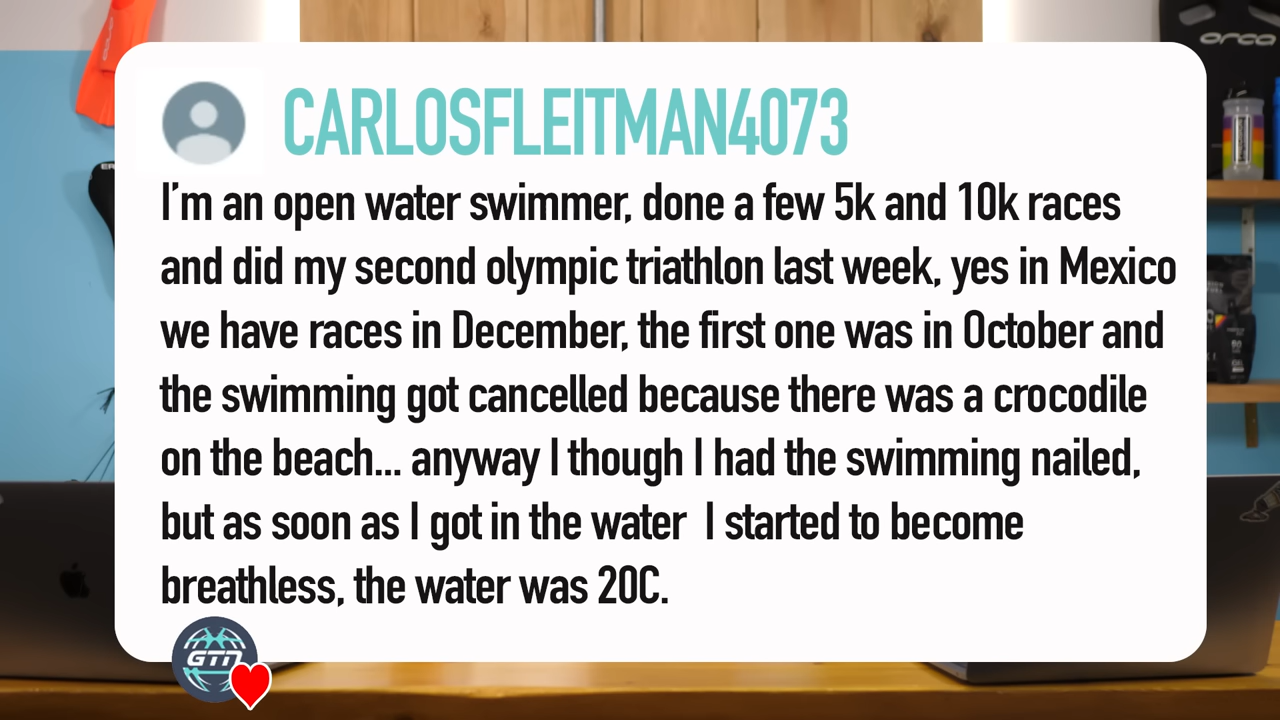 orca
CARLOSFLEITMAN4073
I'm an open water swimmer, done a few 5k and 10k races
and did my second olympic triathlon last week, yes in Mexico
we have races in December, the first one was in October and
the swimming got cancelled because there was a crocodile
on the beach... anyway I though I had the swimming nailed,
but as soon as I got in the water I started to become
breathless, the water was 20C.
GTN